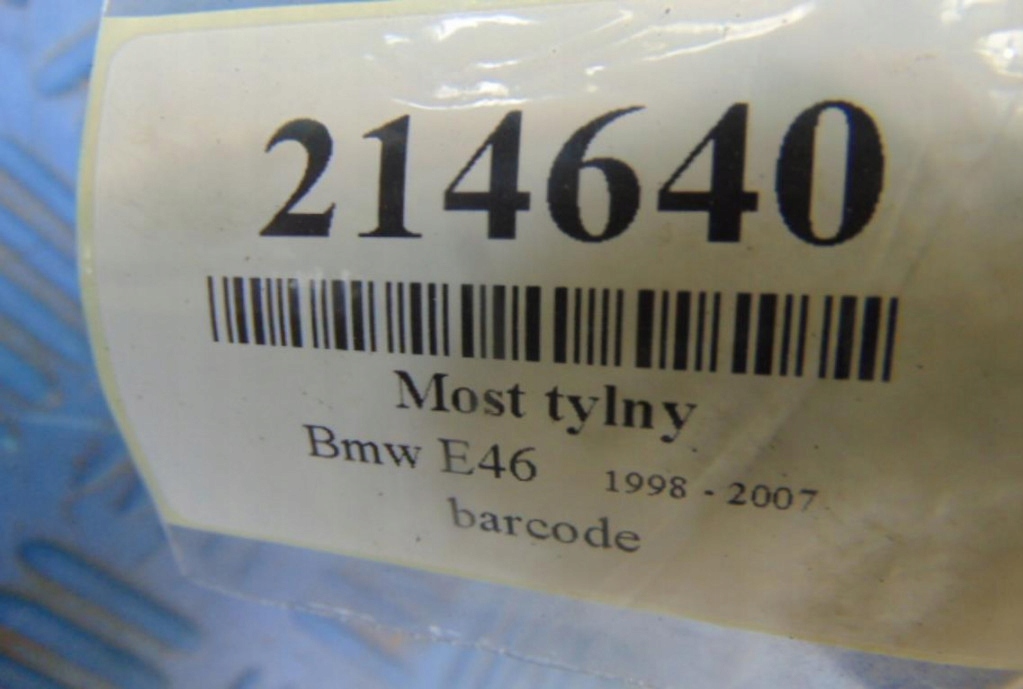 214640
Most tylny
Bmw E46 1998 - 2007
barcode